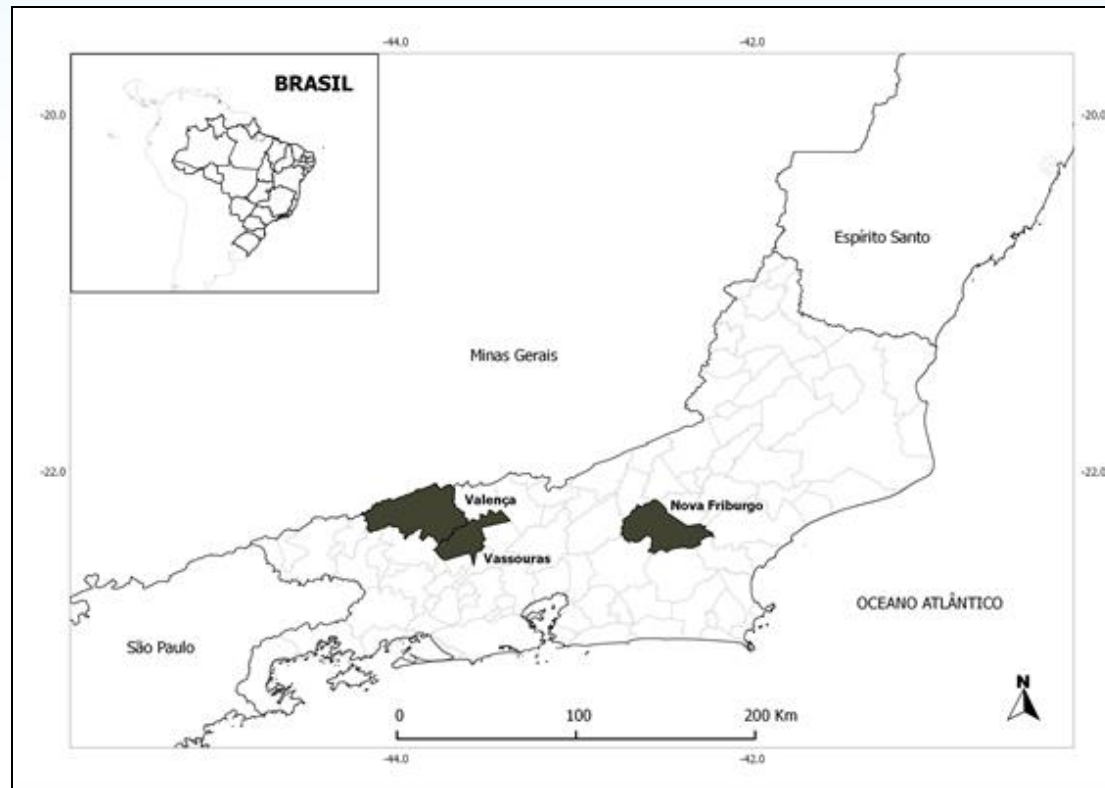 -44.0
-42.0
BRASIL
-20.0
-20.0
Espírito Santo
Minas Gerais
-22.0
-22.0
Valença
Nova Friburgo
Vassouras
OCEANO ATLÂNTICO
São Paulo
N
0 100 200 Km
-44.0
-42.0